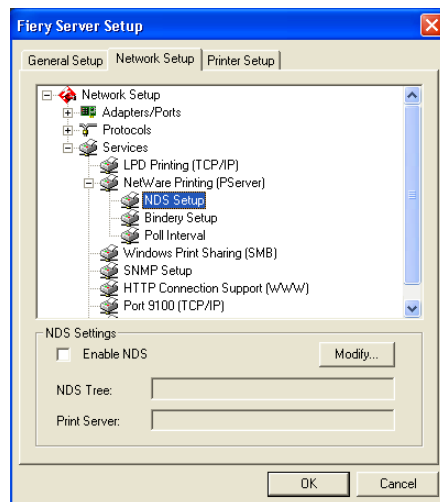 Fiery Server Setup
General Setup
Network Setup
Printer Setup
Network Setup
Adapters/Ports
Protocols
Services
LPD Printing (TCP/IP)
NetWare Printing (PServer)
NDS Setup
Bindery Setup
Poll Interval
Windows Print Sharing (SMB)
SNMP Setup
HTTP Connection Support (WWW)
Port 9100 (TCP/IP)
NDS Settings
Enable NDS
Modify...
NDS Tree:
Print Server:
OK
Cancel